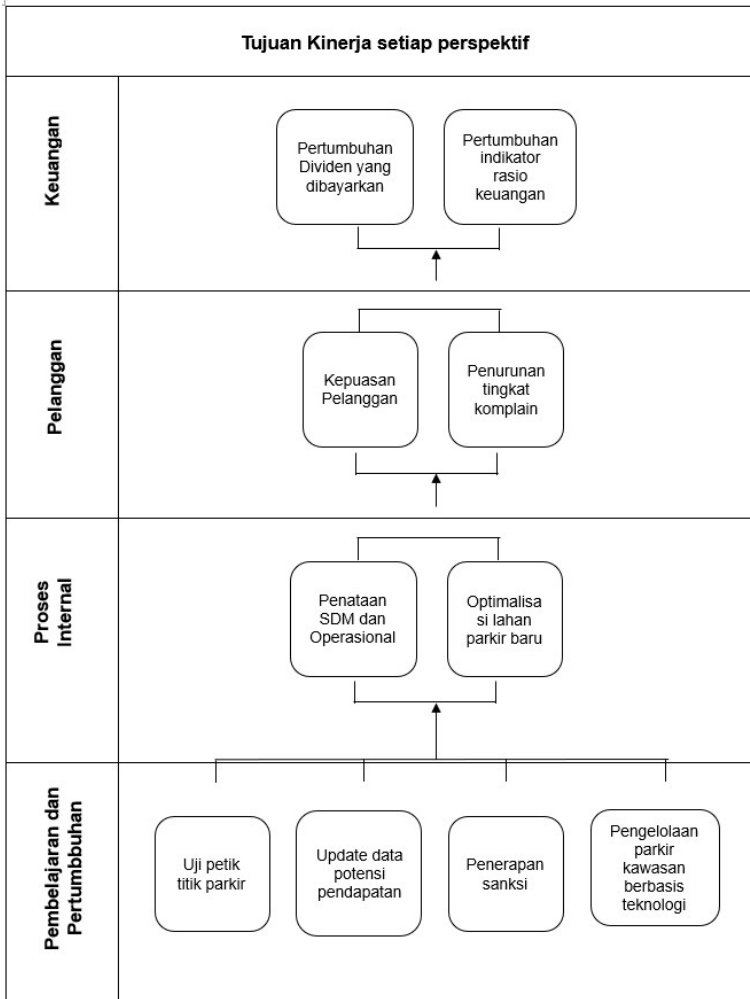 Tujuan Kinerja setiap perspektif
Keuangan
Pertumbuhan
Dividen yang
dibayarkan
Pertumbuhan
indikator
rasio
keuangan
Pelanggan
Kepuasan
Pelanggan
Penurunan
tingkat
komplain
Proses
Internal
Penataan
SDM dan
Operasional
Optimalisa
si lahan
parkir baru
Pembelajaran dan
Pertumbbuhan
Uji petik
titik parkir
Update data
potensi
pendapatan
Penerapan
sanksi
Pengelolaan
parkir
kawasan
berbasis
teknologi